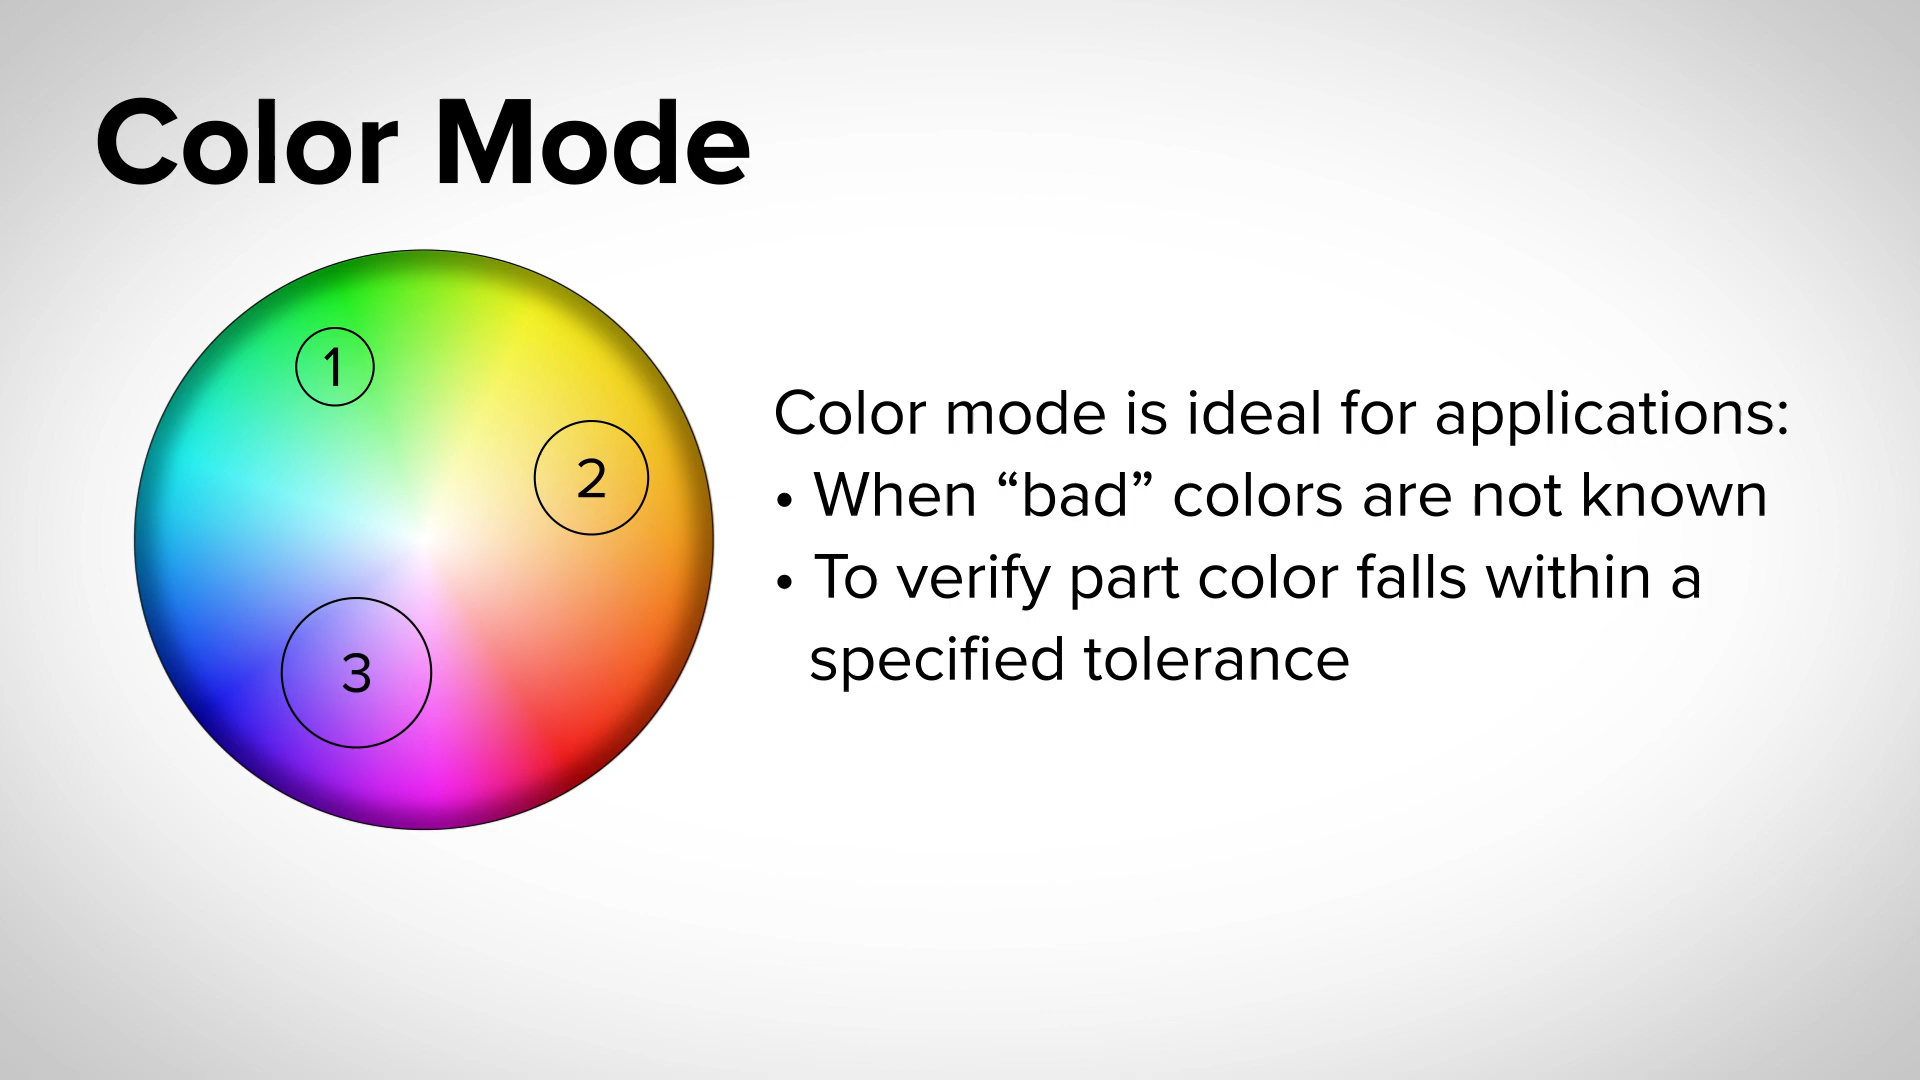 Color Mode
1
2
3
Color mode is ideal for applications:
• When “bad” colors are not known
• To verify part color falls within a
specified tolerance